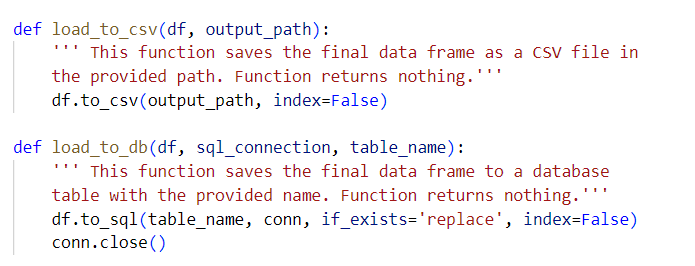 def load_to_csv(df, output_path):
    ''' This function saves the final data frame as a CSV file in
    the provided path. Function returns nothing.'''
    df.to_csv(output_path, index=False)

def load_to_db(df, sql_connection, table_name):
    ''' This function saves the final data frame to a database
    table with the provided name. Function returns nothing.'''
    df.to_sql(table_name, conn, if_exists='replace', index=False)
    conn.close()